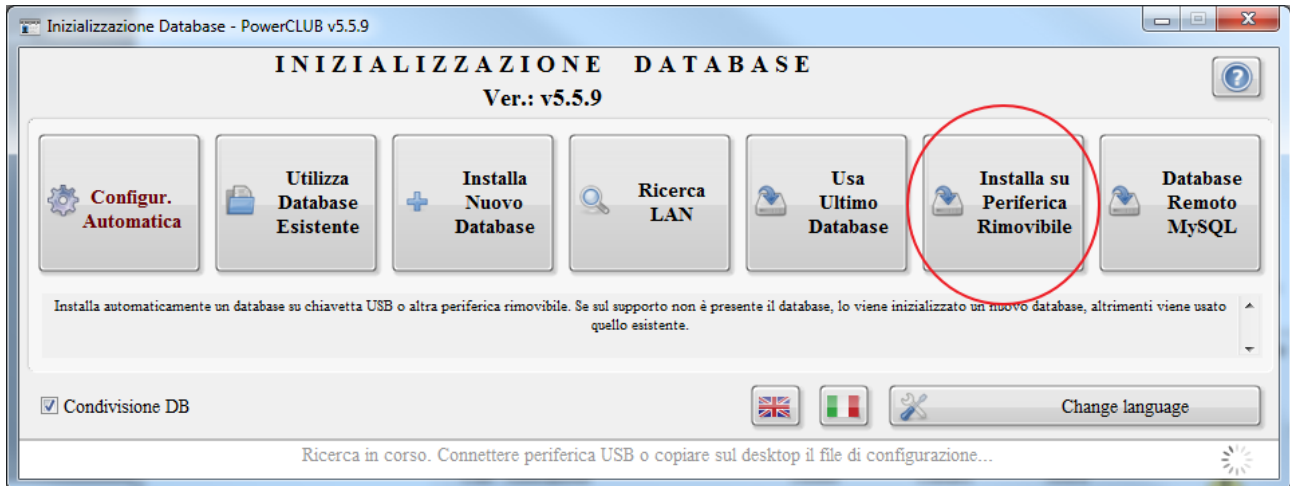 Inizializzazione Database - PowerCLUB v5.5.9
INIZIALIZZAZIONE DATABASE
Ver.: v5.5.9
Configur.
Automatica
Utilizza
Database
Esistente
Installa
Nuovo
Database
Ricerca
LAN
Usa
Ultimo
Database
Installa su
Periferica
Rimovibile
Database
Remoto
MySQL
Installa automaticamente un database su chiavetta USB o altra periferica rimovibile. Se sul supporto non è presente il database, lo viene inizializzato un nuovo database, altrimenti viene usato
quello esistente.
Condivisione DB
Change language
Ricerca in corso. Connettere periferica USB o copiare sul desktop il file di configurazione...